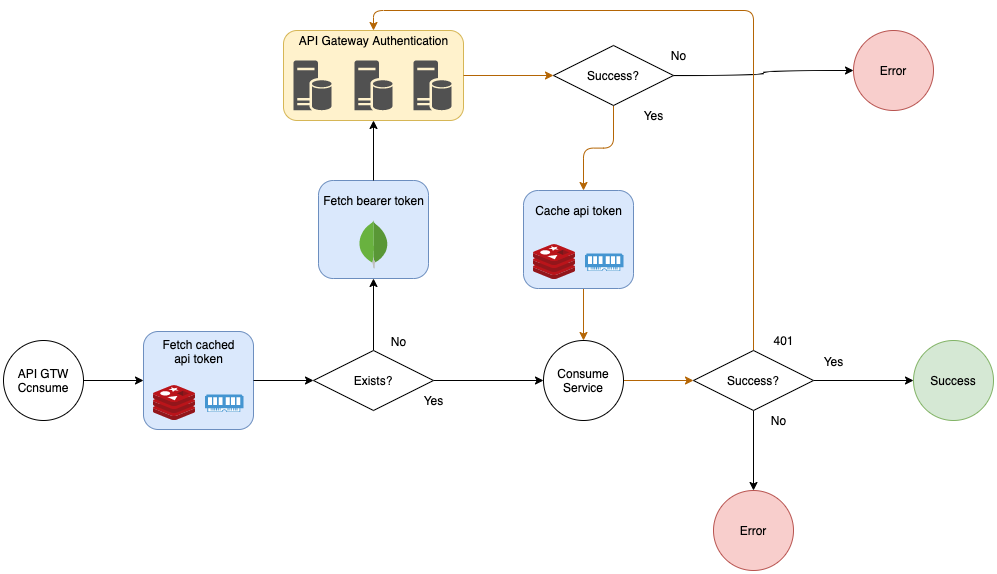 API Gateway Authentication
Success?
No
Error
Yes
Fetch bearer token
Cache api token
Fetch cached
api token
No
401
API GTW
Ccnsume
Exists?
Yes
Consume
Service
Success?
Yes
Success
No
Error